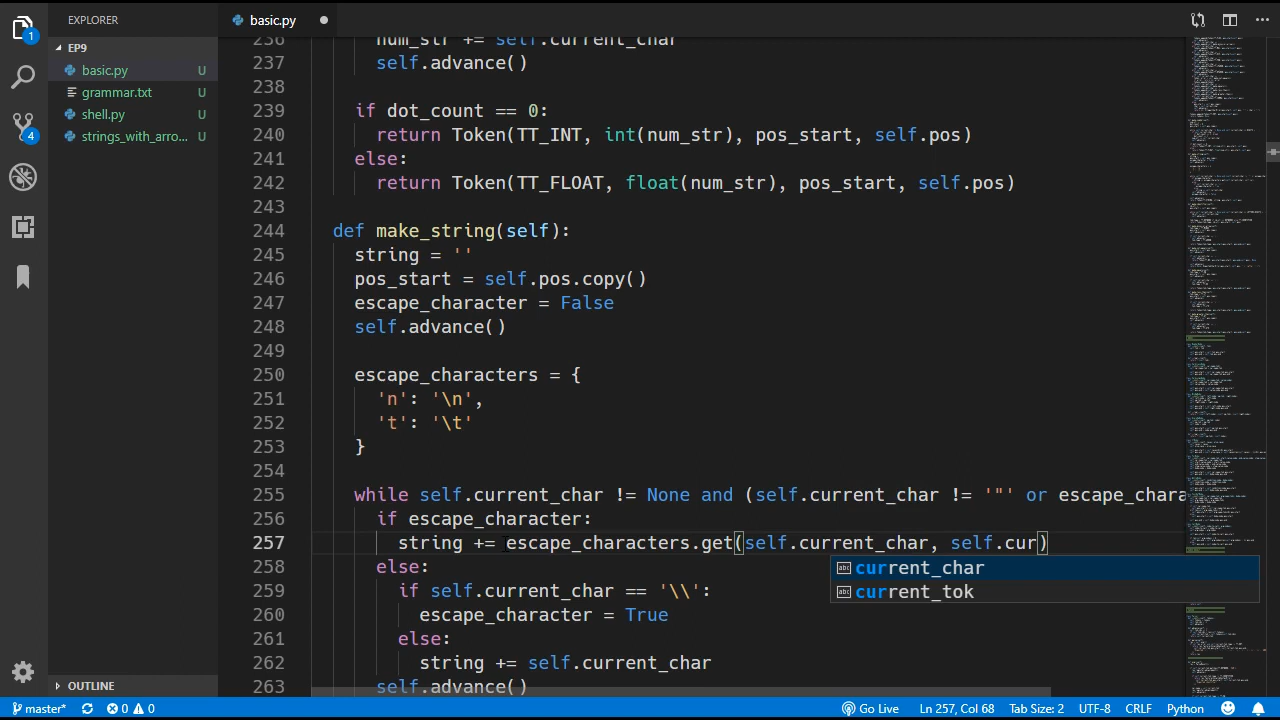 EXPLORER
basic.py
1
EP9
basic.py U
grammar.txt U
shell.py U
strings_with_arro... U
4
OUTLINE
236 num_str += self.current_char
237 self.advance()
238
239 if dot_count == 0:
240 return Token(TT_INT, int(num_str), pos_start, self.pos)
241 else:
242 return Token(TT_FLOAT, float(num_str), pos_start, self.pos)
243
244 def make_string(self):
245 string = ''
246 pos_start = self.pos.copy()
247 escape_character = False
248 self.advance()
249
250 escape_characters = {
251 'n': '\n',
252 't': '\t'
253 }
254
255 while self.current_char != None and (self.current_char != '"' or escape_chara
256 if escape_character:
257 string += escape_characters.get(self.current_char, self.cur)
current_char
current_tok
258 else:
259 if self.current_char == '\\':
260 escape_character = True
261 else:
262 string += self.current_char
263 self.advance()
master* 0 0 Go Live Ln 257, Col 68 Tab Size: 2 UTF-8 CRLF Python